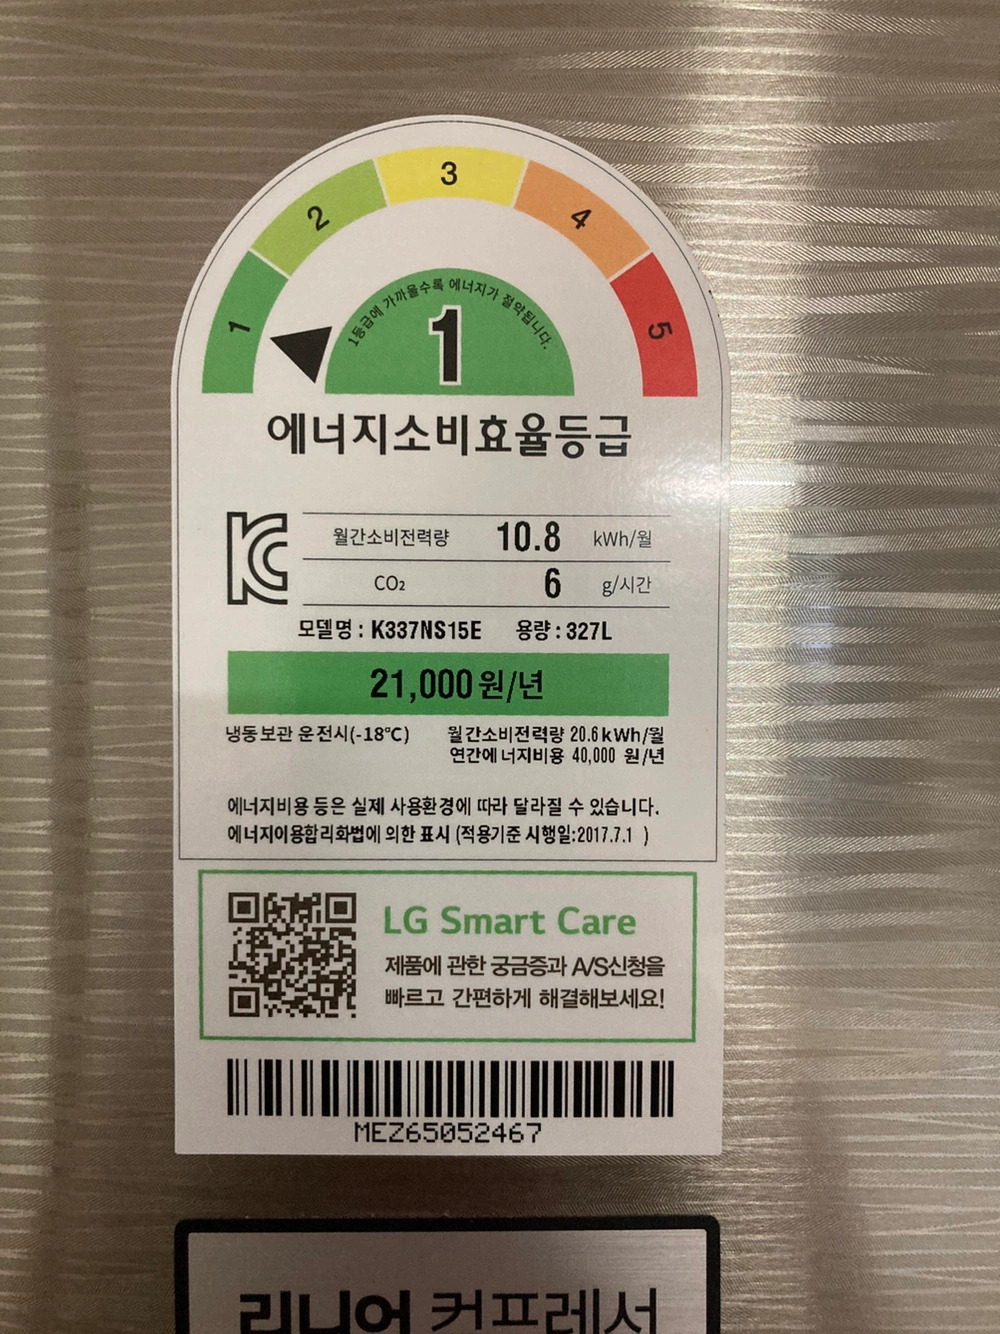 1 2 3 4 5
1등급에 가까울수록 에너지가 절약됩니다.
1
에너지소비효율등급
월간소비전력량 10.8 kWh/월
CO₂ 6 g/시간
모델명 : K337NS15E 용량 : 327L
21,000원/년
냉동보관 운전시(-18℃) 월간소비전력량 20.6kWh/월
연간에너지비용 40,000 원/년
에너지비용 등은 실제 사용환경에 따라 달라질 수 있습니다.
에너지이용합리화법에 의한 표시 (적용기준 시행일:2017.7.1 )
LG Smart Care
제품에 관한 궁금증과 A/S신청을
빠르고 간편하게 해결해보세요!
MEZ65052467
리니어 컴프레서